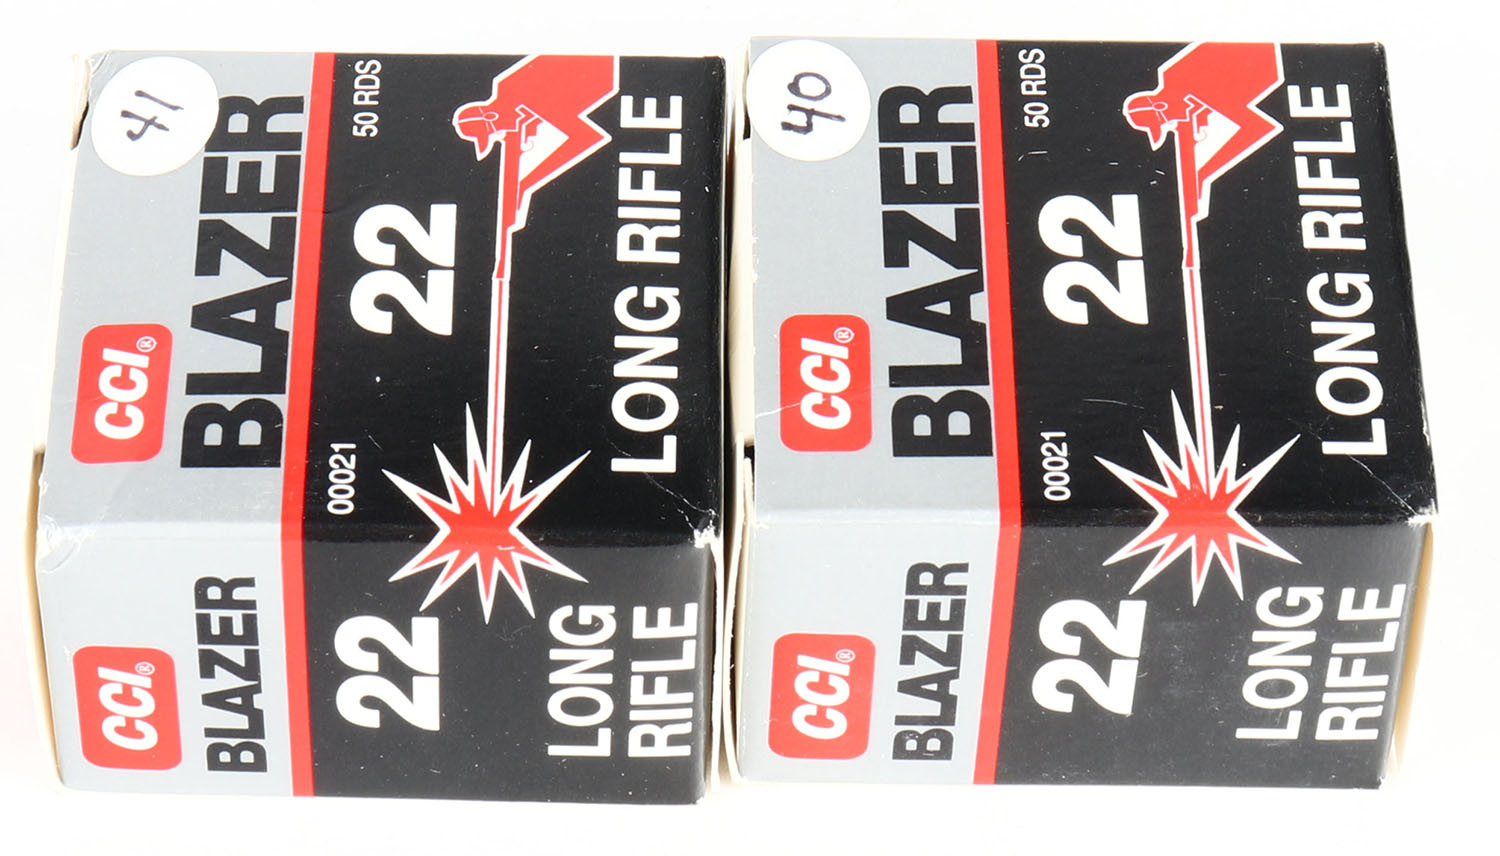 41
CCI®
BLAZER
50 RDS
22
00021
LONG RIFLE
CCI®
BLAZER
22
LONG
RIFLE
40
CCI®
BLAZER
50 RDS
22
00021
LONG RIFLE
CCI®
BLAZER
22
LONG
RIFLE